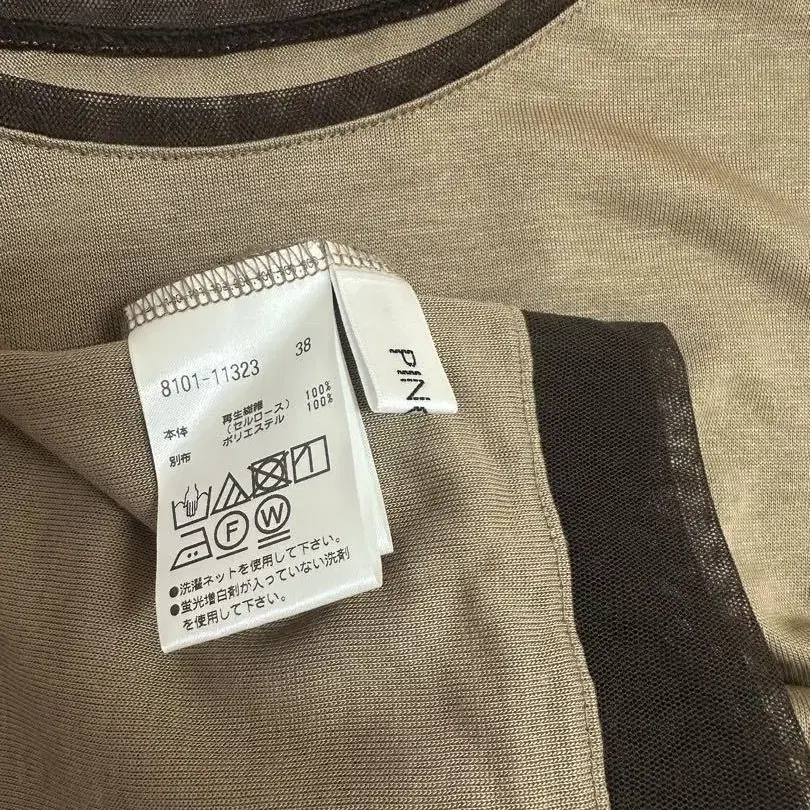 8101-11323 38
本体 再生繊維 100%
(セルロース)
別布 ポリエステル 100%
F W
●洗濯ネットを使用して下さい。
●蛍光増白剤が入っていない洗剤
を使用して下さい。